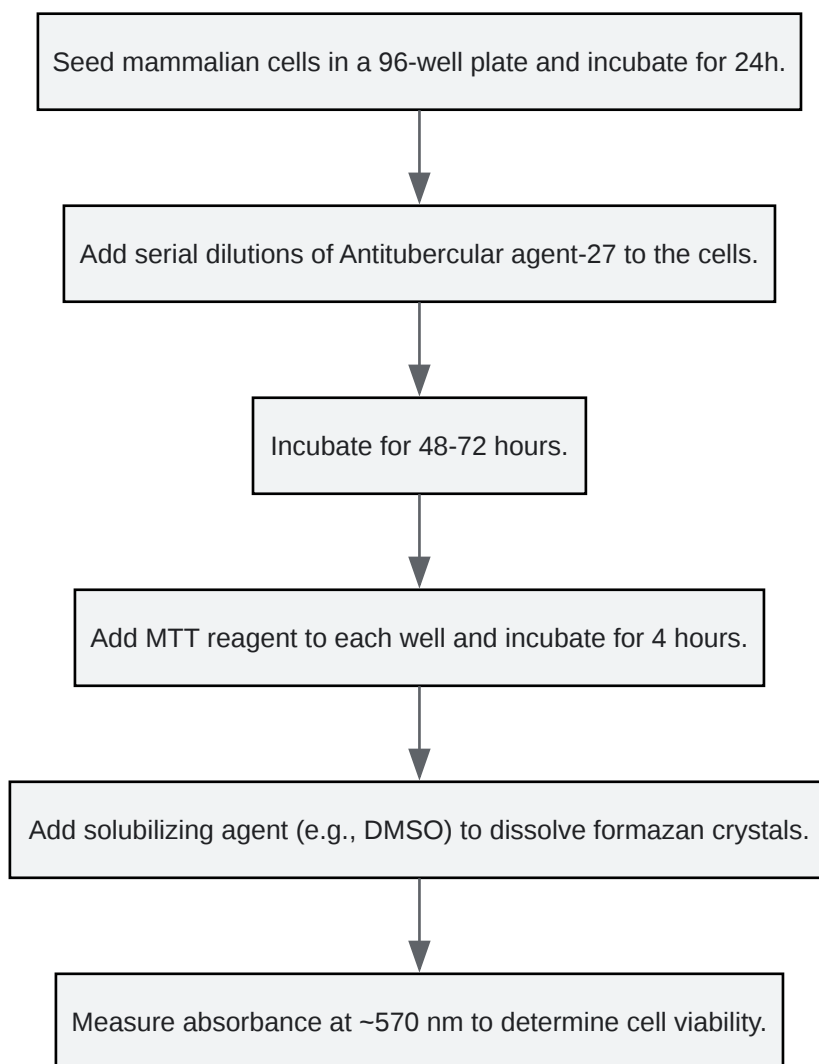 Seed mammalian cells in a 96-well plate and incubate for 24h.
Add serial dilutions of Antitubercular agent-27 to the cells.
Incubate for 48-72 hours.
Add MTT reagent to each well and incubate for 4 hours.
Add solubilizing agent (e.g., DMSO) to dissolve formazan crystals.
Measure absorbance at ~570 nm to determine cell viability.